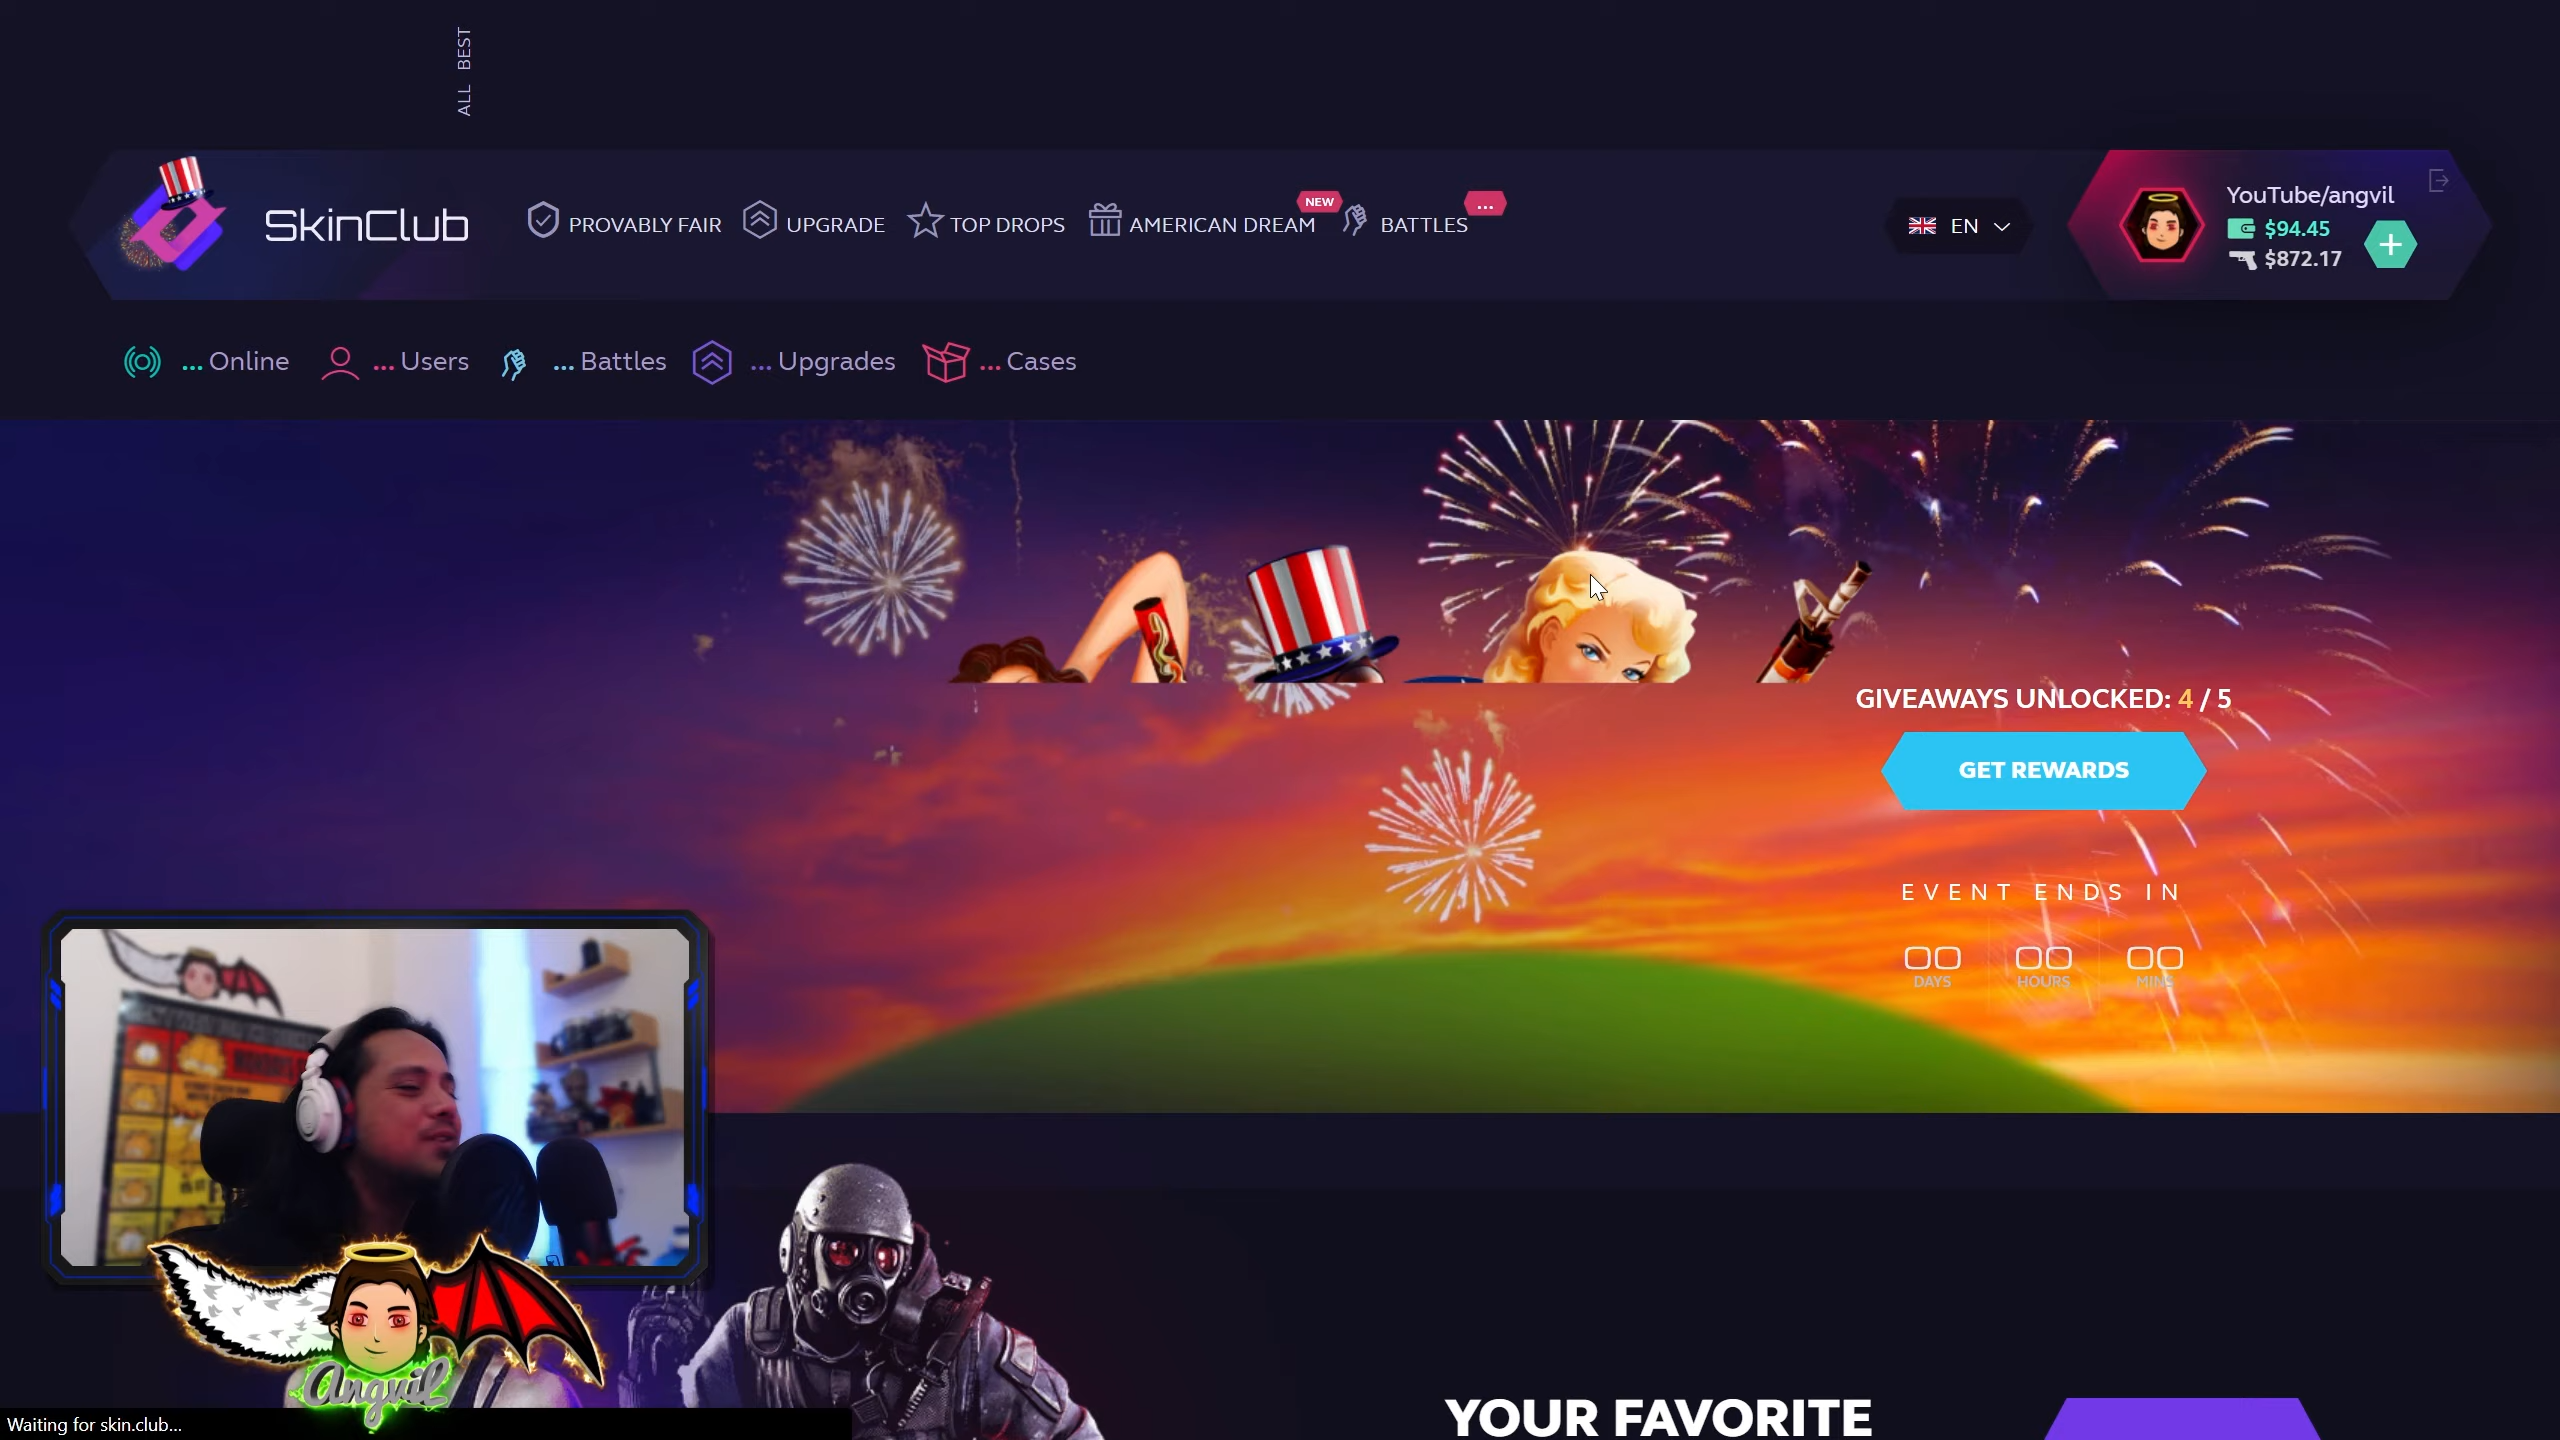 ALL BEST
SkinClub
PROVABLY FAIR
UPGRADE
TOP DROPS
AMERICAN DREAM
NEW
BATTLES
...
EN
YouTube/angvil
$94.45
$872.17
... Online
... Users
... Battles
... Upgrades
... Cases
GIVEAWAYS UNLOCKED: 4 / 5
GET REWARDS
EVENT ENDS IN
00 00 00
DAYS HOURS MINS
Angvil
YOUR FAVORITE
Waiting for skin.club...